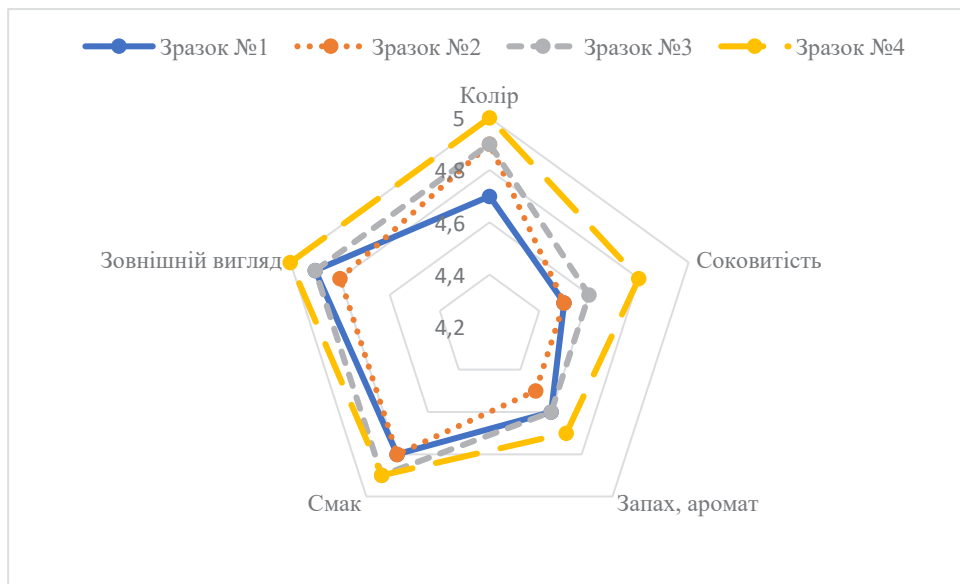 Зразок №1 Зразок №2 Зразок №3 Зразок №4
Колір
5
4,8
4,6
4,4
4,2
Зовнішній вигляд
Соковитість
Смак
Запах, аромат